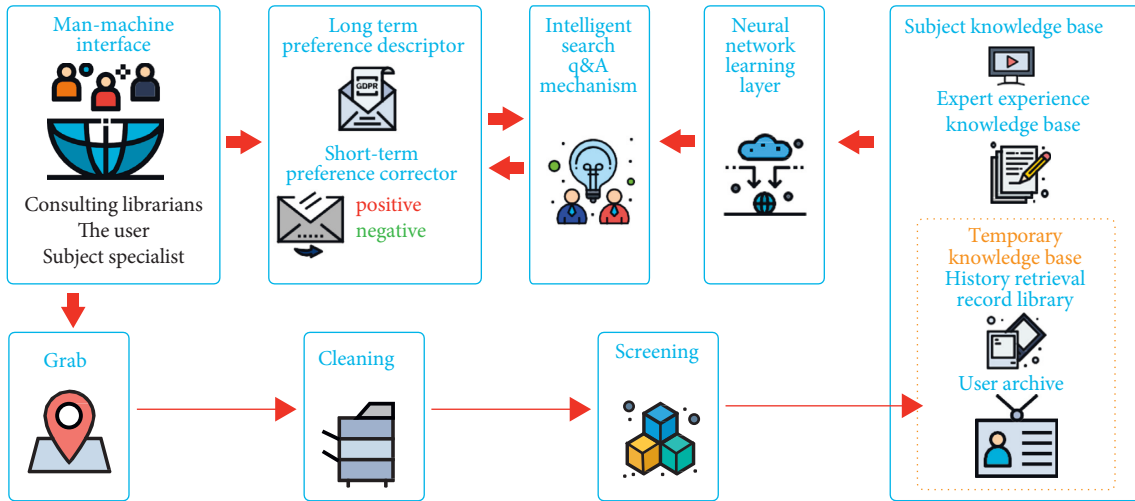 Man-machine
interface
Consulting librarians
The user
Subject specialist
Long term
preference descriptor
GDPR
Short-term
preference corrector
positive
negative
Intelligent
search
q&A
mechanism
Neural
network
learning
layer
Subject knowledge base
Expert experience
knowledge base
Temporary
knowledge base
History retrieval
record library
User archive
Grab
Cleaning
Screening